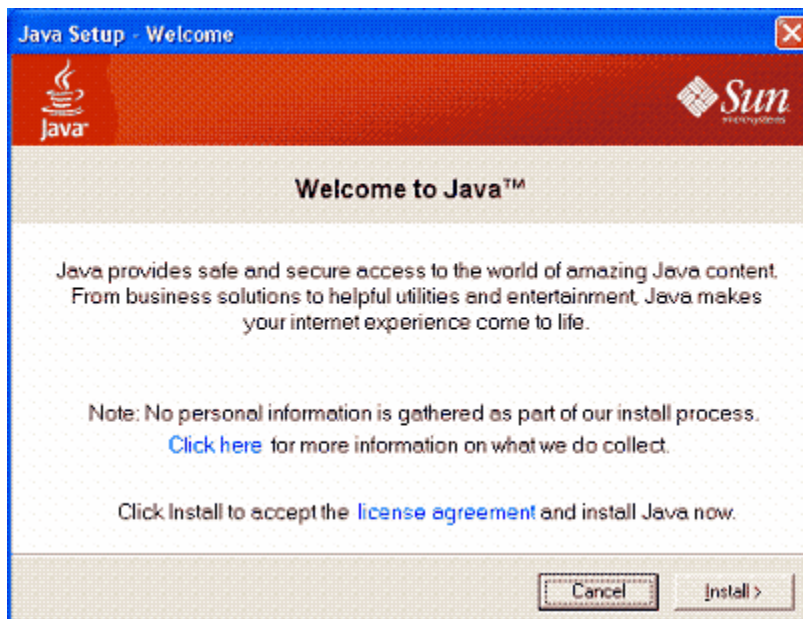 Java Setup - Welcome
Java™
Sun
microsystems
Welcome to Java™
Java provides safe and secure access to the world of amazing Java content.
From business solutions to helpful utilities and entertainment, Java makes
your internet experience come to life.
Note: No personal information is gathered as part of our install process.
Click here for more information on what we do collect.
Click Install to accept the license agreement and install Java now.
Cancel
Install >